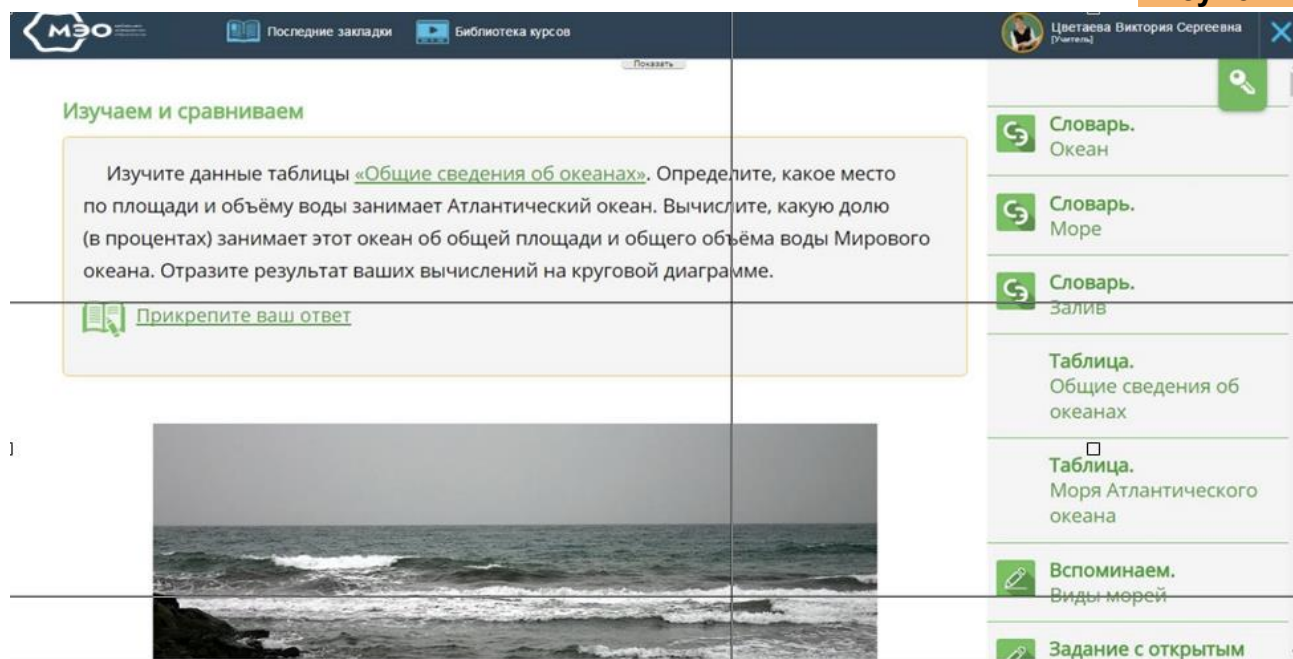 МЭО
Последние закладки
Библиотека курсов
Цветаева Виктория Сергеевна
[Учитель]
Показать
Изучаем и сравниваем
Изучите данные таблицы «Общие сведения об океанах». Определите, какое место
по площади и объёму воды занимает Атлантический океан. Вычислите, какую долю
(в процентах) занимает этот океан об общей площади и общего объёма воды Мирового
океана. Отразите результат ваших вычислений на круговой диаграмме.
Прикрепите ваш ответ
Словарь.
Океан
Словарь.
Море
Словарь.
Залив
Таблица.
Общие сведения об
океанах
Таблица.
Моря Атлантического
океана
Вспоминаем.
Виды морей
Задание с открытым